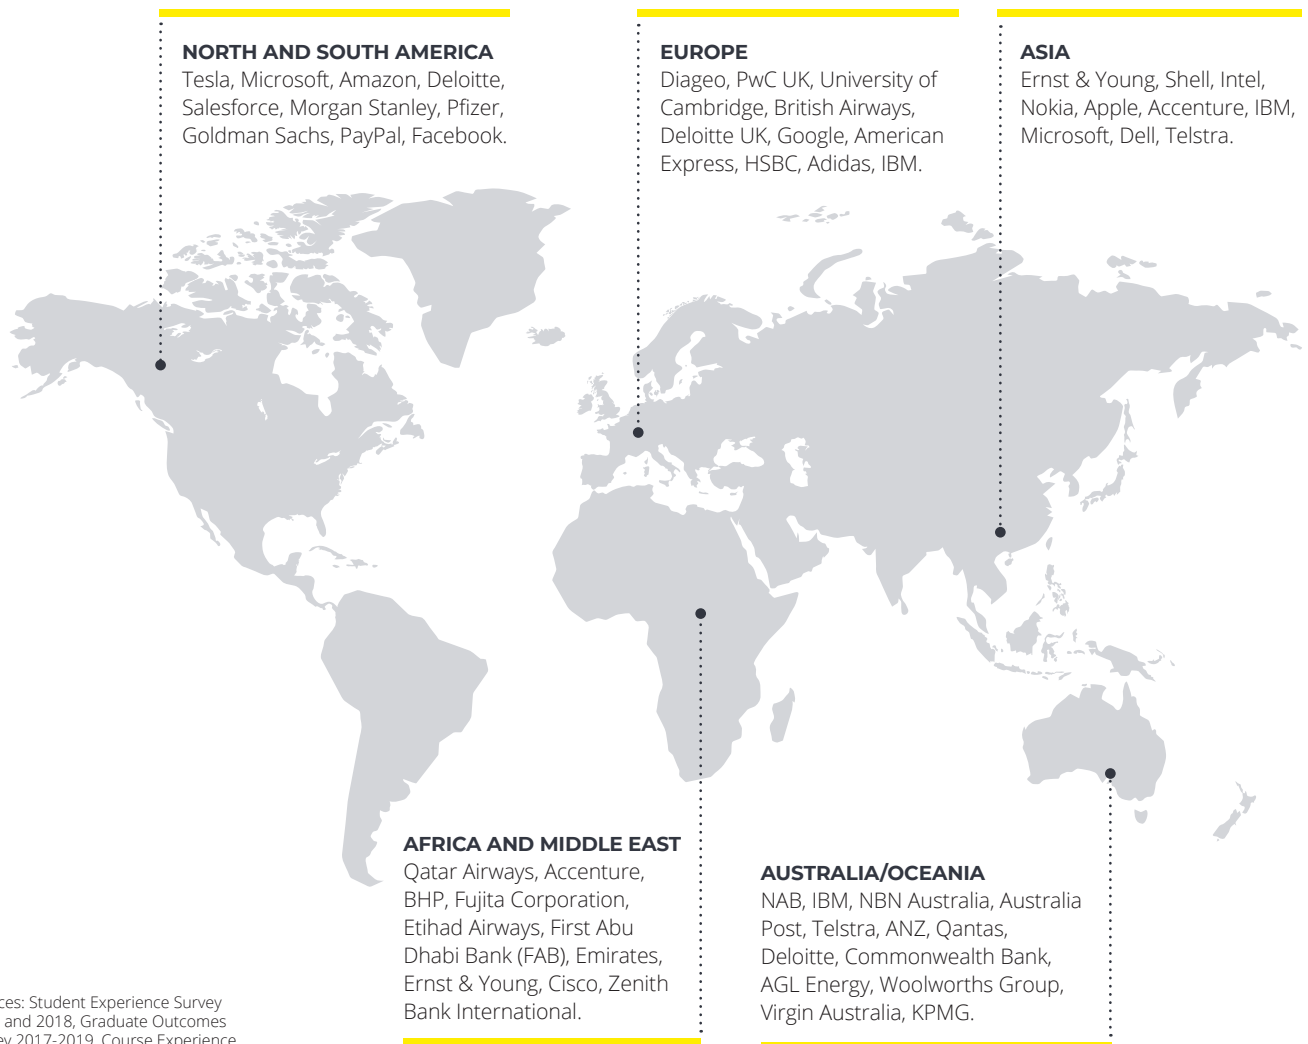 NORTH AND SOUTH AMERICA
Tesla, Microsoft, Amazon, Deloitte,
Salesforce, Morgan Stanley, Pfizer,
Goldman Sachs, PayPal, Facebook.
EUROPE
Diageo, PwC UK, University of
Cambridge, British Airways,
Deloitte UK, Google, American
Express, HSBC, Adidas, IBM.
ASIA
Ernst & Young, Shell, Intel,
Nokia, Apple, Accenture, IBM,
Microsoft, Dell, Telstra.
AFRICA AND MIDDLE EAST
Qatar Airways, Accenture,
BHP, Fujita Corporation,
Etihad Airways, First Abu
Dhabi Bank (FAB), Emirates,
Ernst & Young, Cisco, Zenith
Bank International.
AUSTRALIA/OCEANIA
NAB, IBM, NBN Australia, Australia
Post, Telstra, ANZ, Qantas,
Deloitte, Commonwealth Bank,
AGL Energy, Woolworths Group,
Virgin Australia, KPMG.
Student Experience Survey
and 2018, Graduate Outcomes
2017-2019, Course Experience